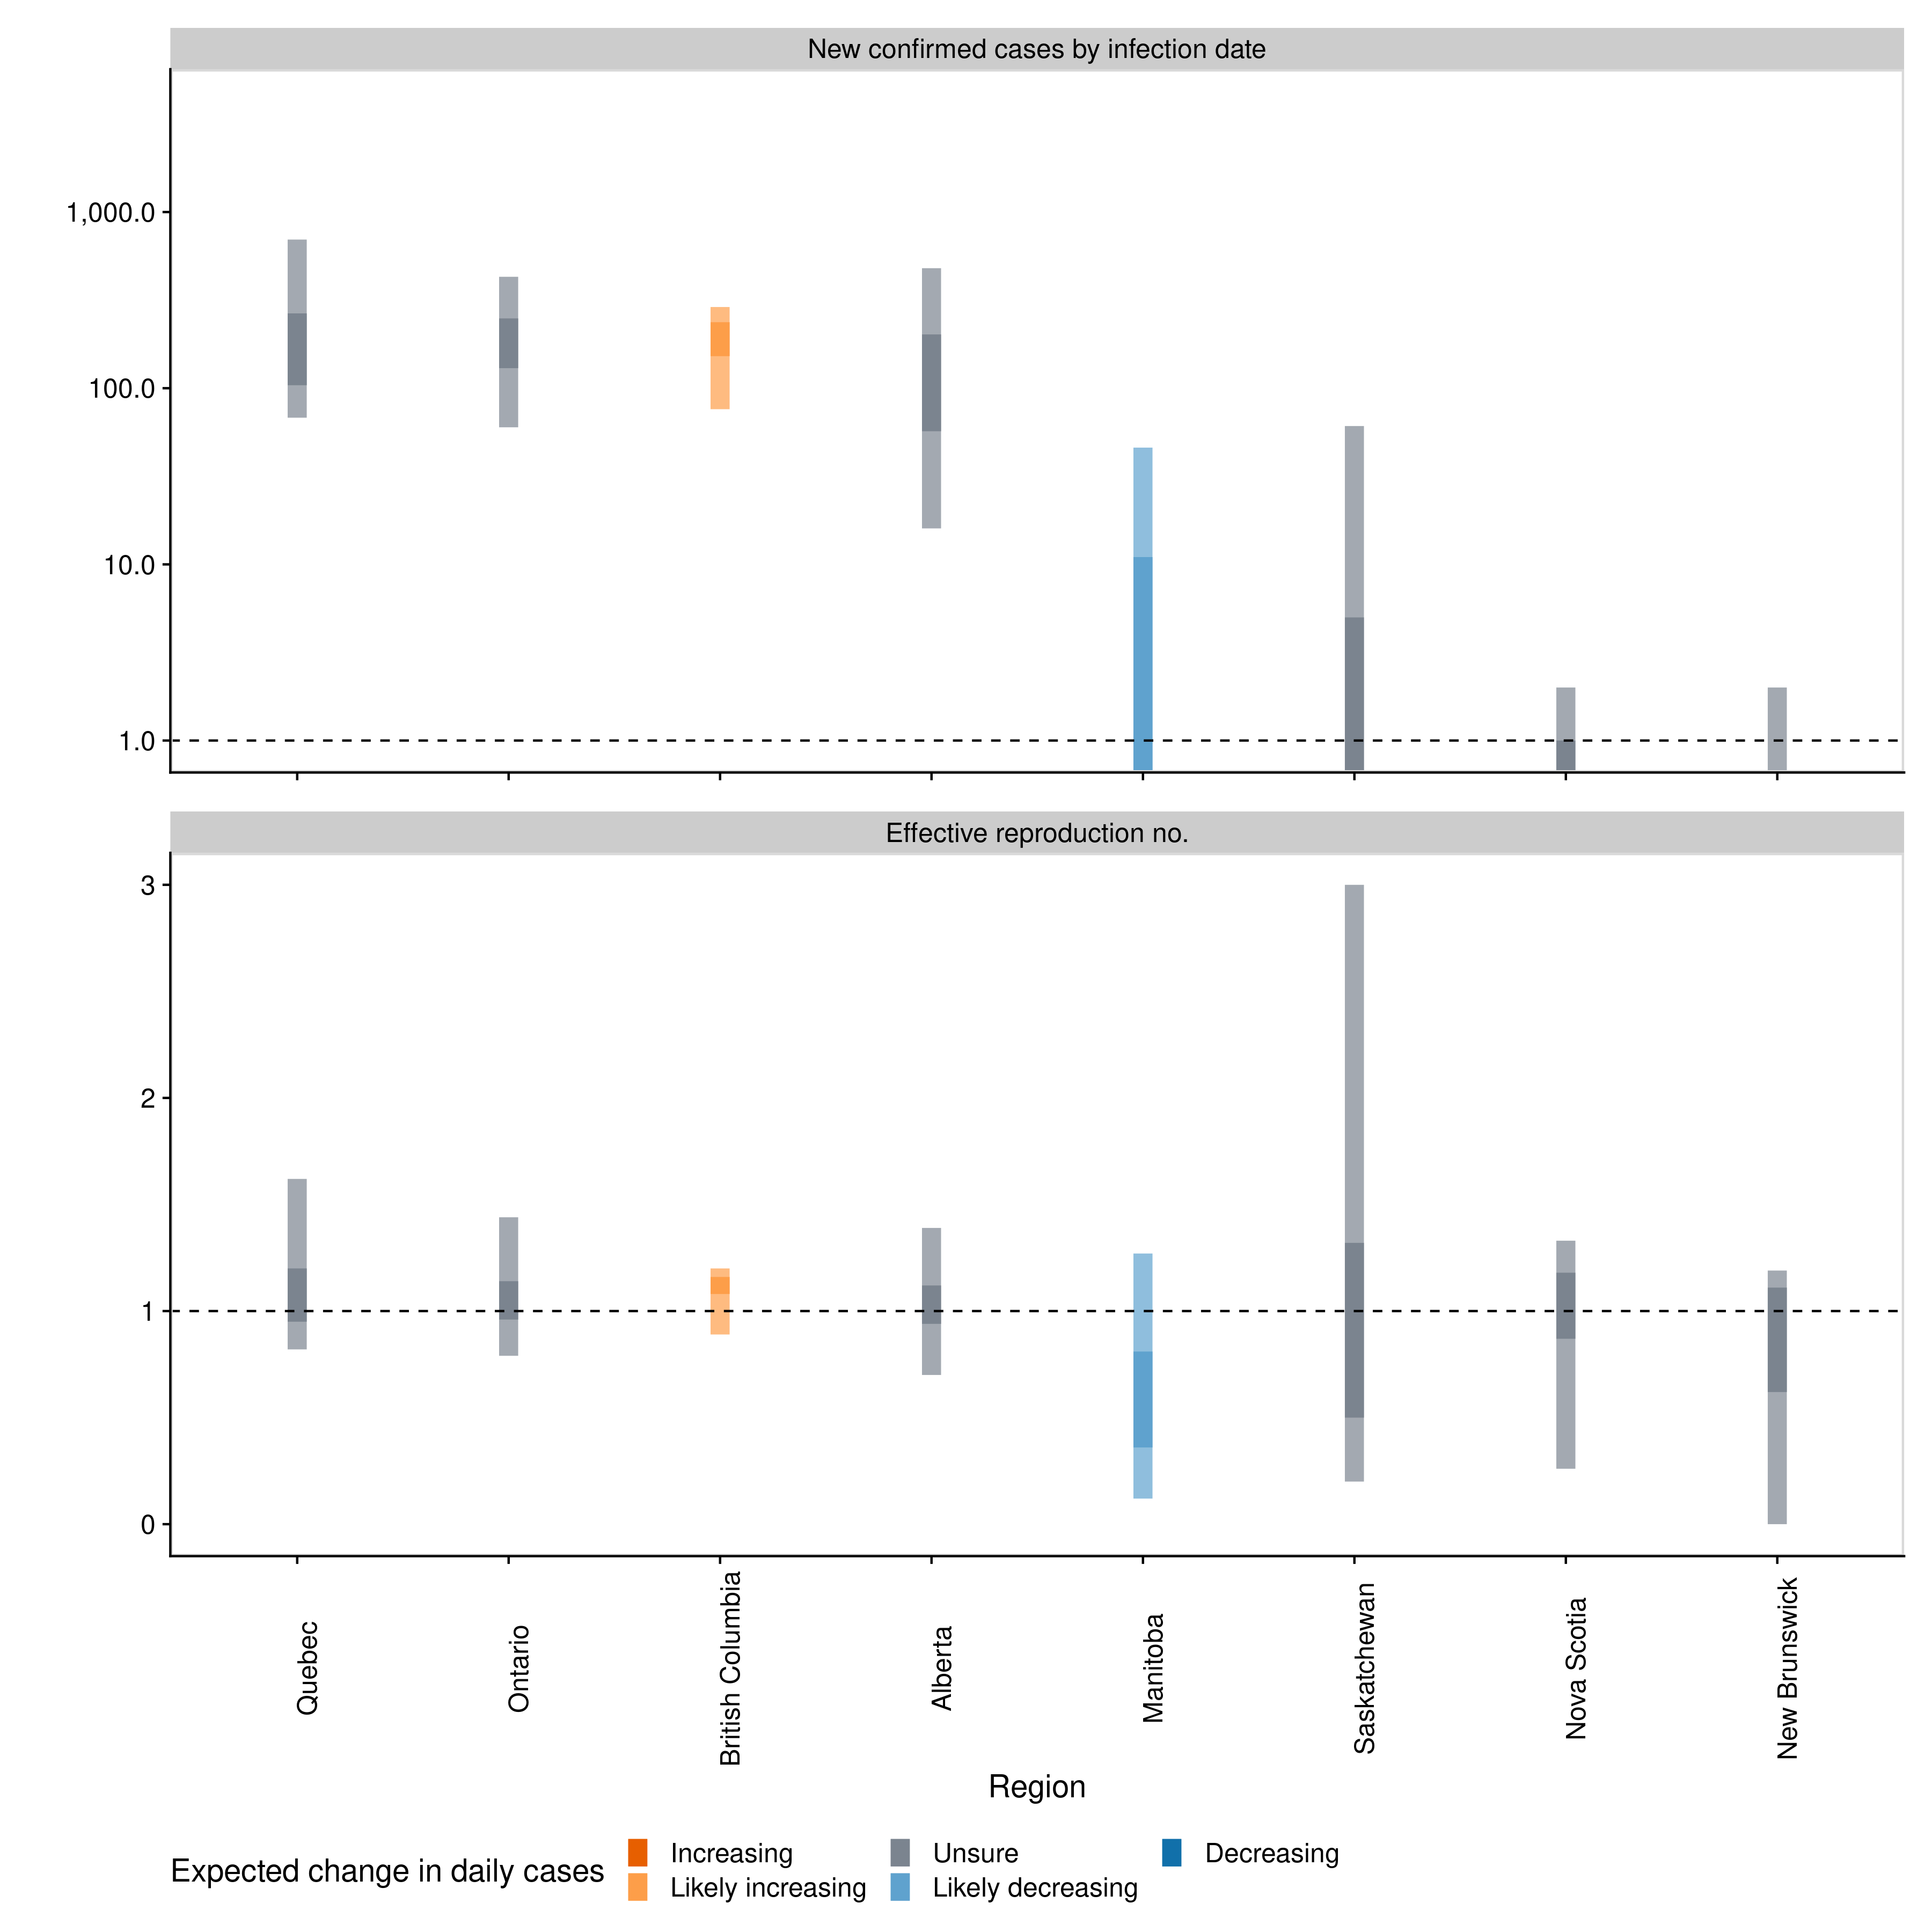 New confirmed cases by infection date
1,000.0
100.0
10.0
1.0
Effective reproduction no.
3
2
1
0
Quebec
Ontario
British Columbia
Alberta
Manitoba
Saskatchewan
Nova Scotia
New Brunswick
Region
Expected change in daily cases
Increasing
Likely increasing
Unsure
Likely decreasing
Decreasing